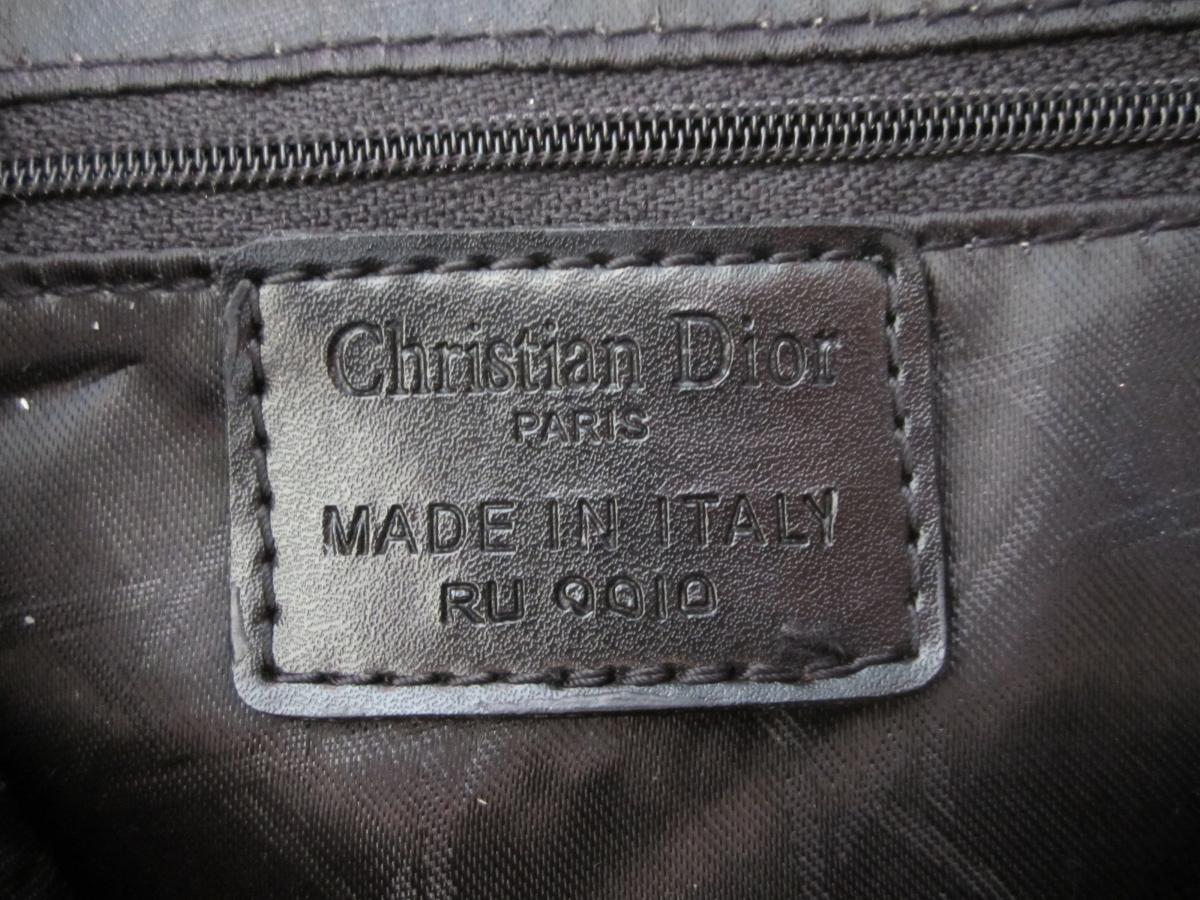 Christian Dior
PARIS
MADE IN ITALY
RU 0010